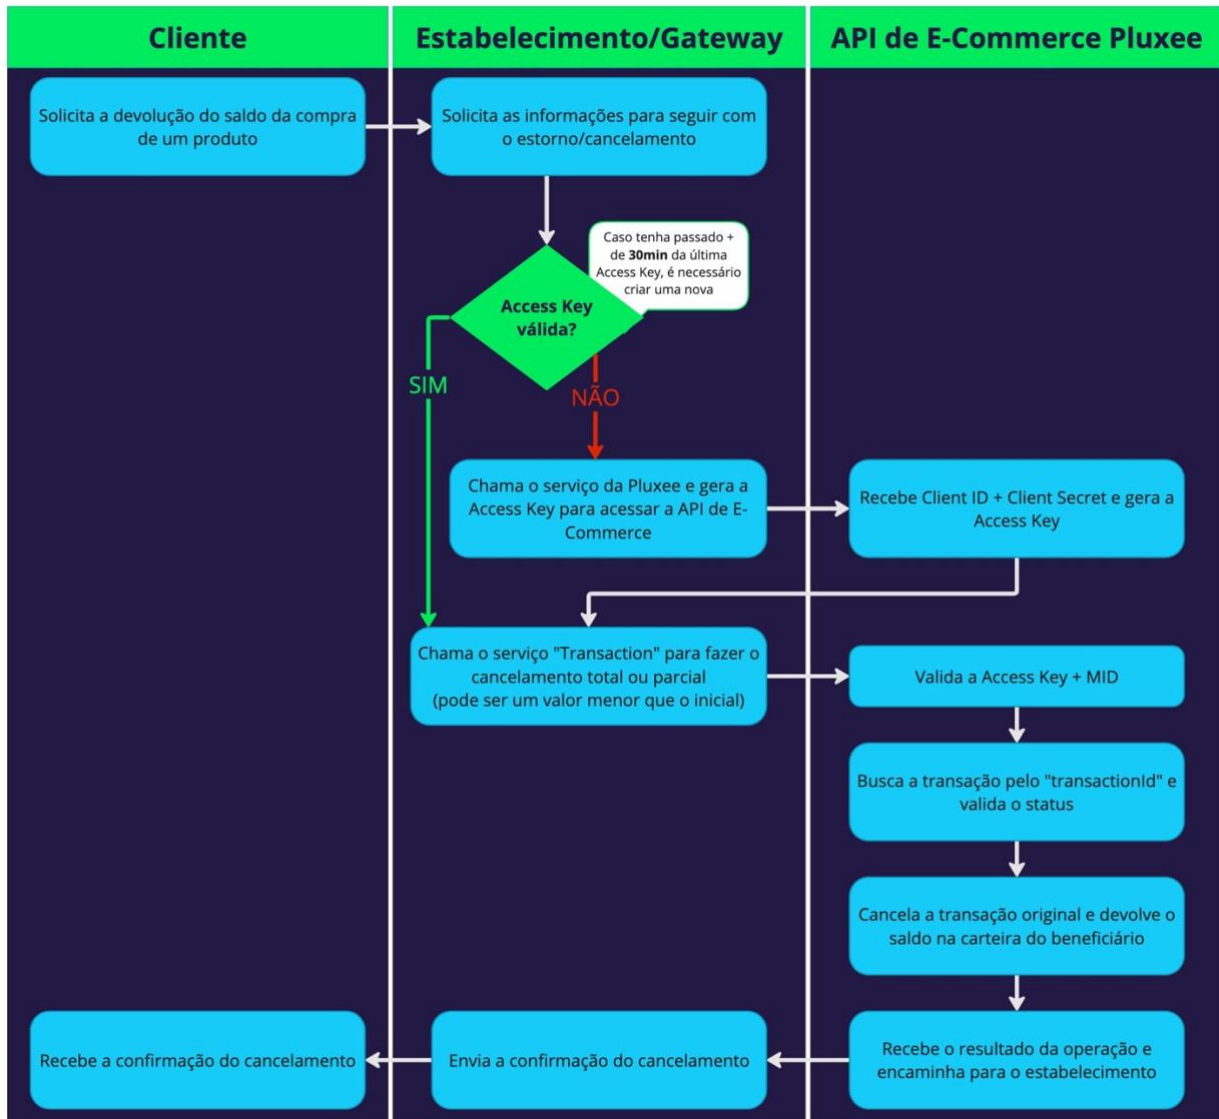 Cliente
Estabelecimento/Gateway
API de E-Commerce Pluxee
Solicita a devolução do saldo da compra
de um produto
Solicita as informações para seguir com
o estorno/cancelamento
Caso tenha passado +
de 30min da última
Access Key, é necessário
criar uma nova
Access Key
válida?
SIM
NÃO
Chama o serviço da Pluxee e gera a
Access Key para acessar a API de E-
Commerce
Recebe Client ID + Client Secret e gera a
Access Key
Chama o serviço "Transaction" para fazer o
cancelamento total ou parcial
(pode ser um valor menor que o inicial)
Valida a Access Key + MID
Busca a transação pelo "transactionId" e
valida o status
Cancela a transação original e devolve o
saldo na carteira do beneficiário
Recebe o resultado da operação e
encaminha para o estabelecimento
Envia a confirmação do cancelamento
Recebe a confirmação do cancelamento